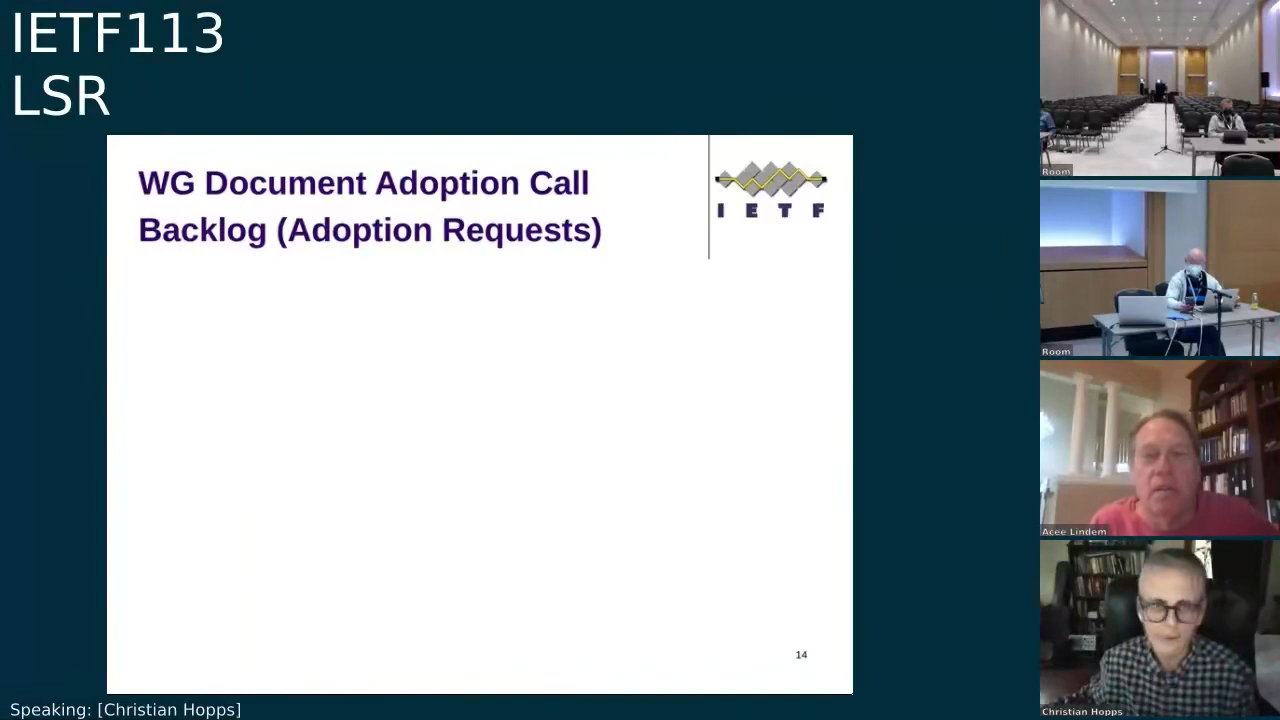 IETF113
LSR
WG Document Adoption Call
Backlog (Adoption Requests)
I E T F
14
Room
Room
Acee Lindem
Christian Hopps
Speaking: [Christian Hopps]